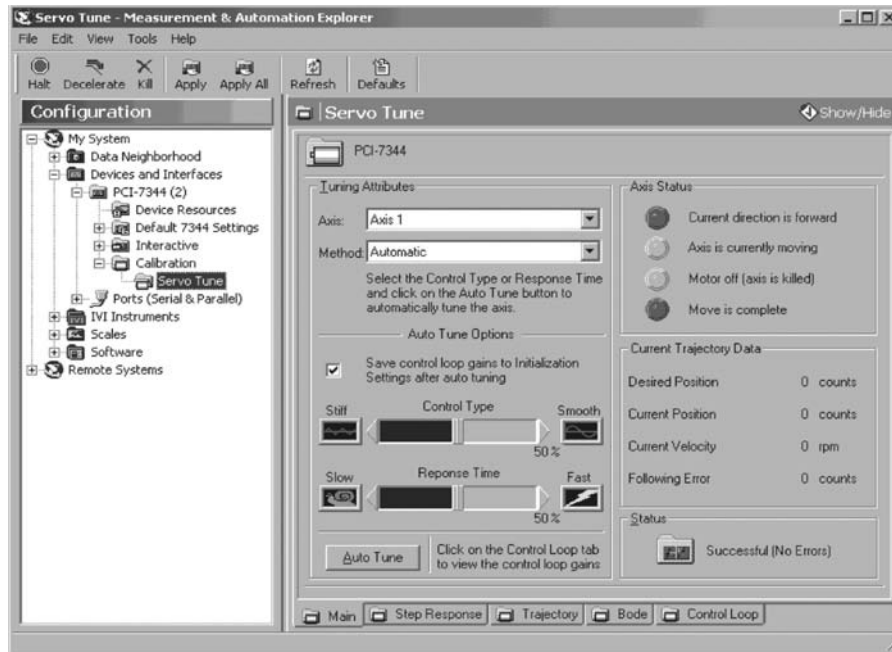 Servo Tune - Measurement & Automation Explorer
File Edit View Tools Help
Halt Decelerate Kill Apply Apply All Refresh Defaults
Configuration
My System
Data Neighborhood
Devices and Interfaces
PCI-7344 (2)
Device Resources
Default 7344 Settings
Interactive
Calibration
Servo Tune
Ports (Serial & Parallel)
IVI Instruments
Scales
Software
Remote Systems
Servo Tune
Show/Hide
PCI-7344
Tuning Attributes
Axis: Axis 1
Method: Automatic
Select the Control Type or Response Time
and click on the Auto Tune button to
automatically tune the axis.
Auto Tune Options
Save control loop gains to Initialization
Settings after auto tuning
Stiff Control Type Smooth
50 %
Slow Reponse Time Fast
50 %
Auto Tune
Click on the Control Loop tab
to view the control loop gains
Axis Status
Current direction is forward
Axis is currently moving
Motor off (axis is killed)
Move is complete
Current Trajectory Data
Desired Position 0 counts
Current Position 0 counts
Current Velocity 0 rpm
Following Error 0 counts
Status
Successful (No Errors)
Main Step Response Trajectory Bode Control Loop